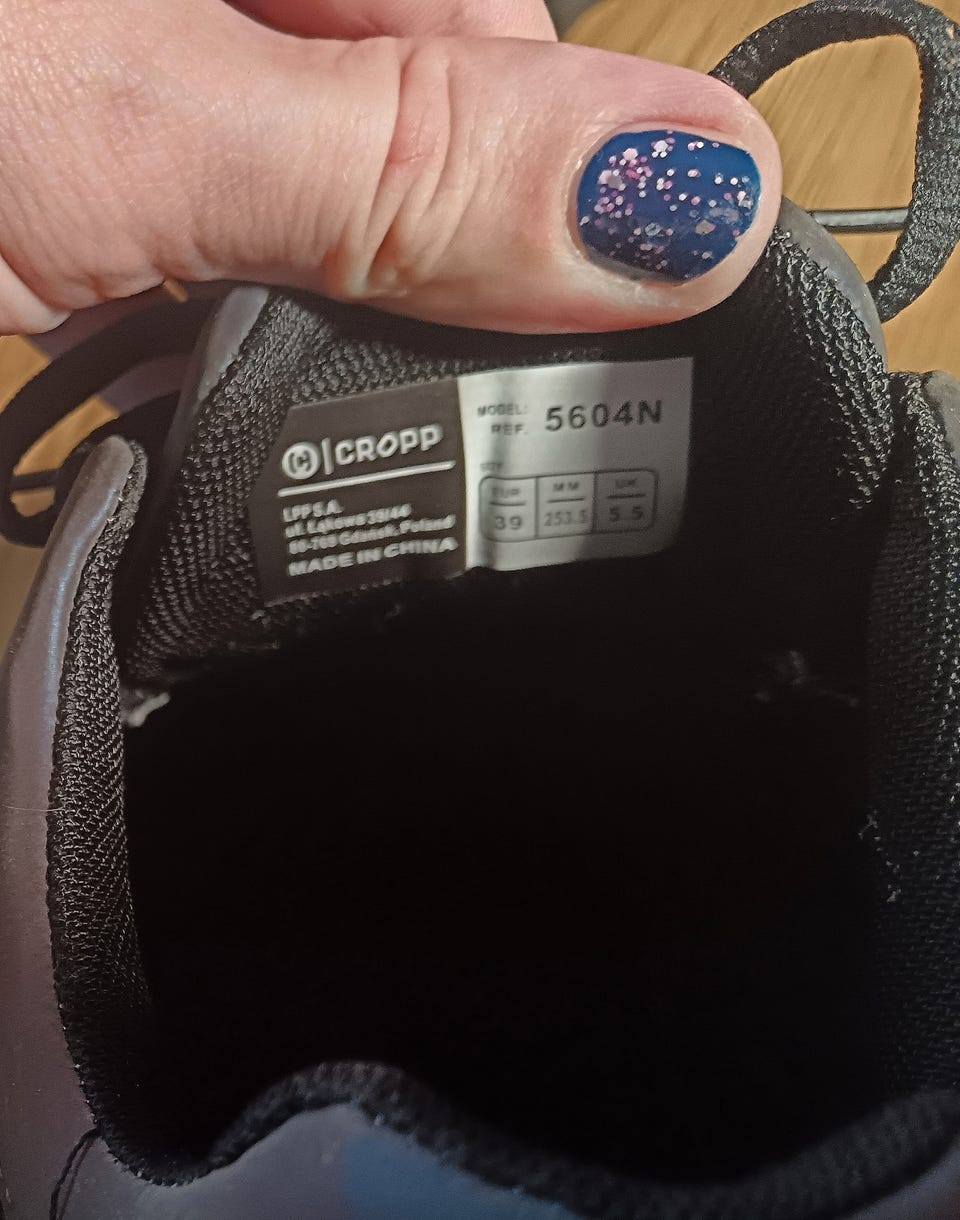 C|CROPP
LPP S.A.
ul. Łąkowa 39/44
80-769 Gdańsk, Poland
MADE IN CHINA
MODEL: 5604N
REF.
EUR MM UK
39 253.5 5.5